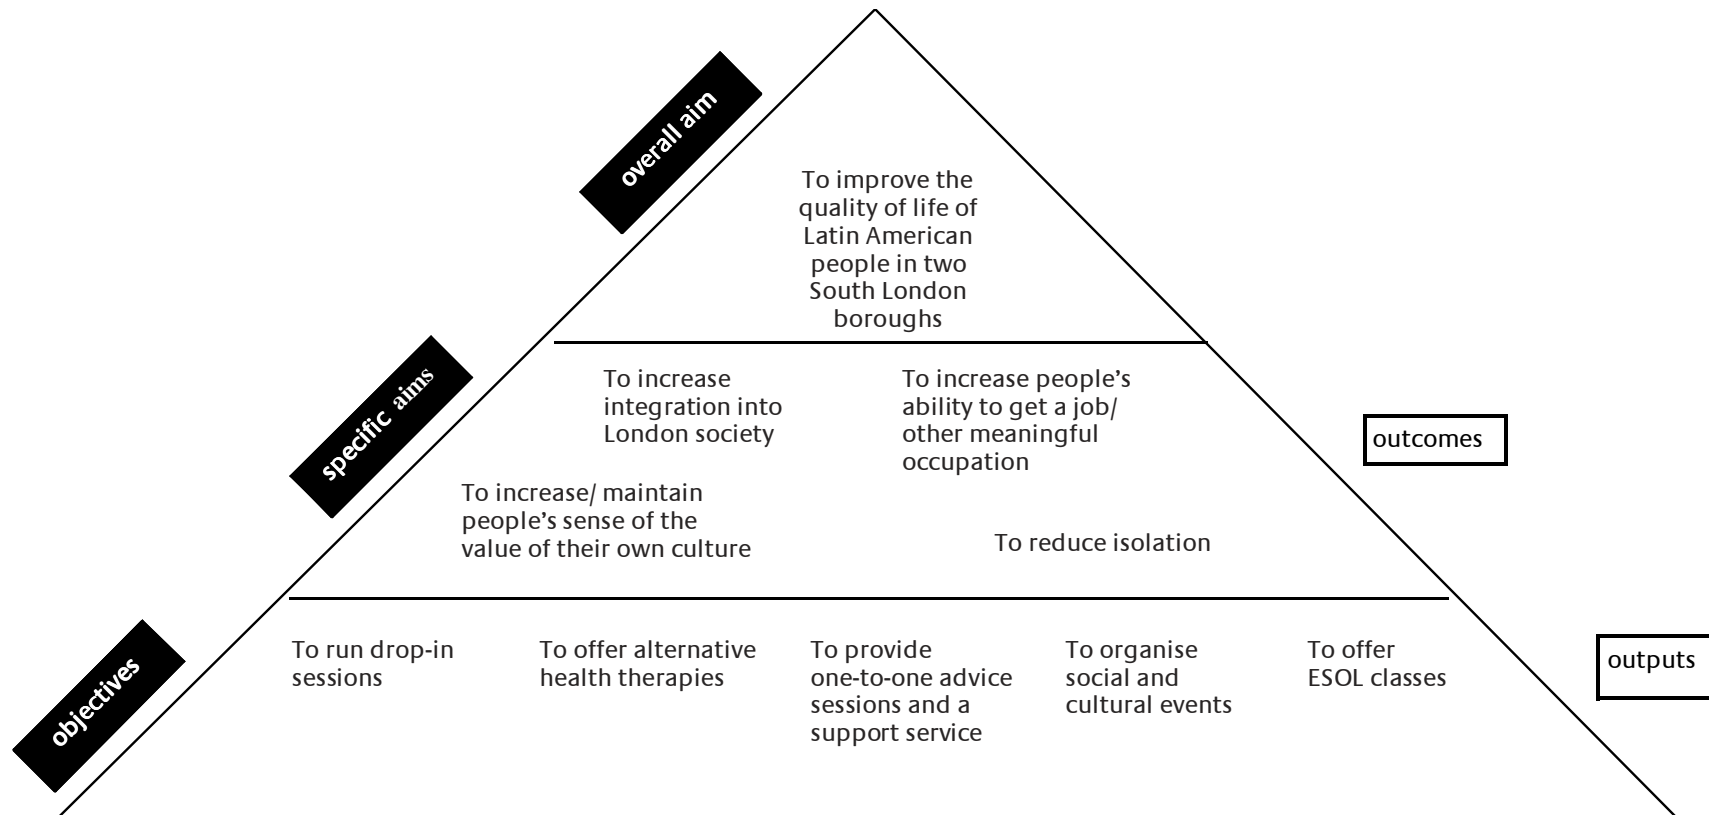 overall aim
To improve the
quality of life of
Latin American
people in two
South London
boroughs
specific aims
To increase
integration into
London society
To increase people's
ability to get a job/
other meaningful
occupation
To increase/ maintain
people's sense of the
value of their own culture
To reduce isolation
outcomes
objectives
To run drop-in
sessions
To offer alternative
health therapies
To provide
one-to-one advice
sessions and a
support service
To organise
social and
cultural events
To offer
ESOL classes
outputs